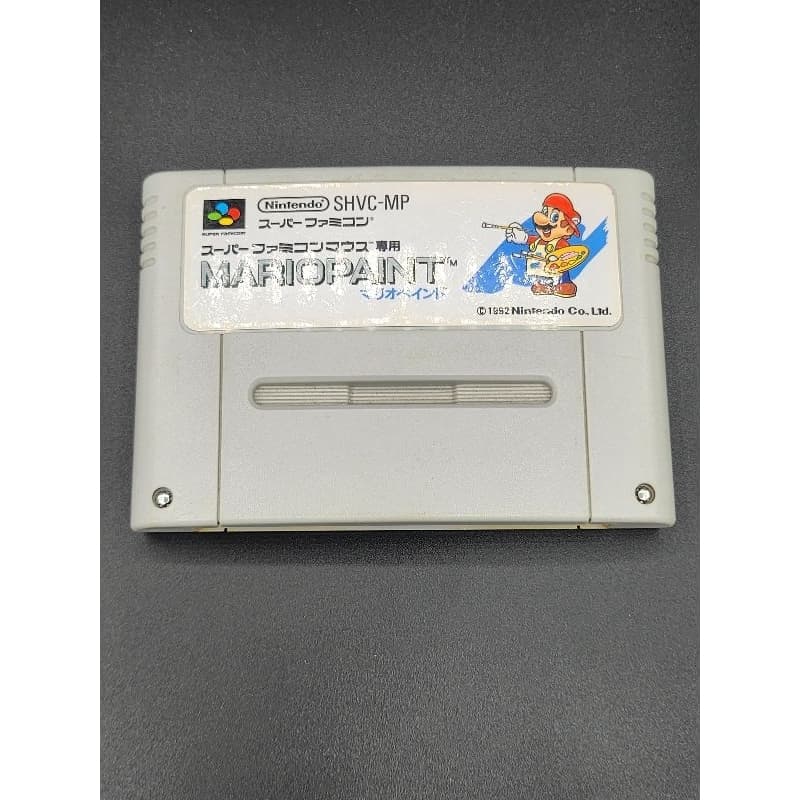 Nintendo SHVC-MP
スーパーファミコン
SUPER FAMICOM
スーパーファミコンマウス™専用
MARIOPAINT™
マリオペイント
©1992 Nintendo Co., Ltd.